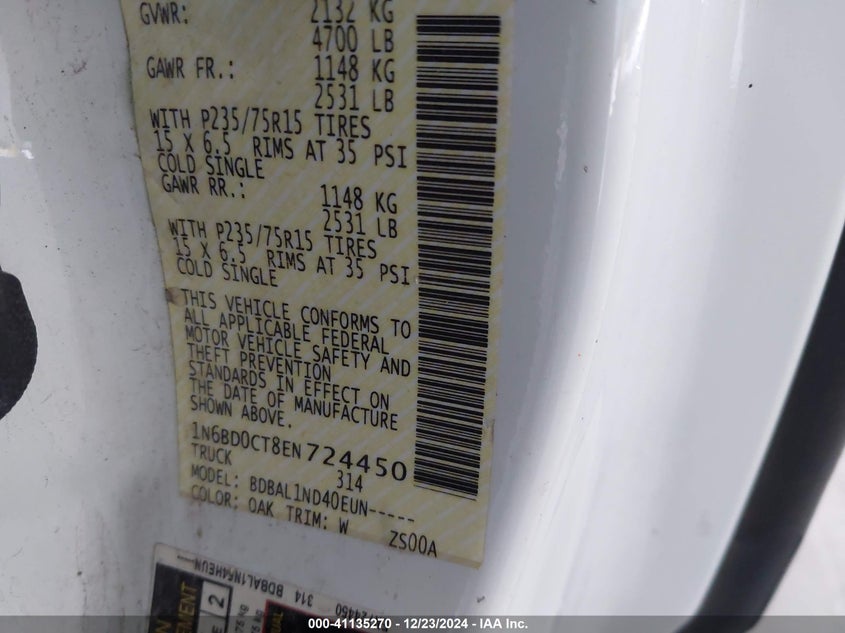 GVWR: 2132 KG
4700 LB
GAWR FR.: 1148 KG
2531 LB
WITH P235/75R15 TIRES
15 X 6.5 RIMS AT 35 PSI
COLD SINGLE
GAWR RR.: 1148 KG
2531 LB
WITH P235/75R15 TIRES
15 X 6.5 RIMS AT 35 PSI
COLD SINGLE
THIS VEHICLE CONFORMS TO
ALL APPLICABLE FEDERAL
MOTOR VEHICLE SAFETY AND
THEFT PREVENTION
STANDARDS IN EFFECT ON
THE DATE OF MANUFACTURE
SHOWN ABOVE.
1N6BD0CT8EN724450
TRUCK 314
MODEL: BDBAL1ND40EUN-----
COLOR: OAK TRIM: W ZS00A
314 BDBAL1N54HEUN
2
000-41135270 - 12/23/2024 - IAA Inc.